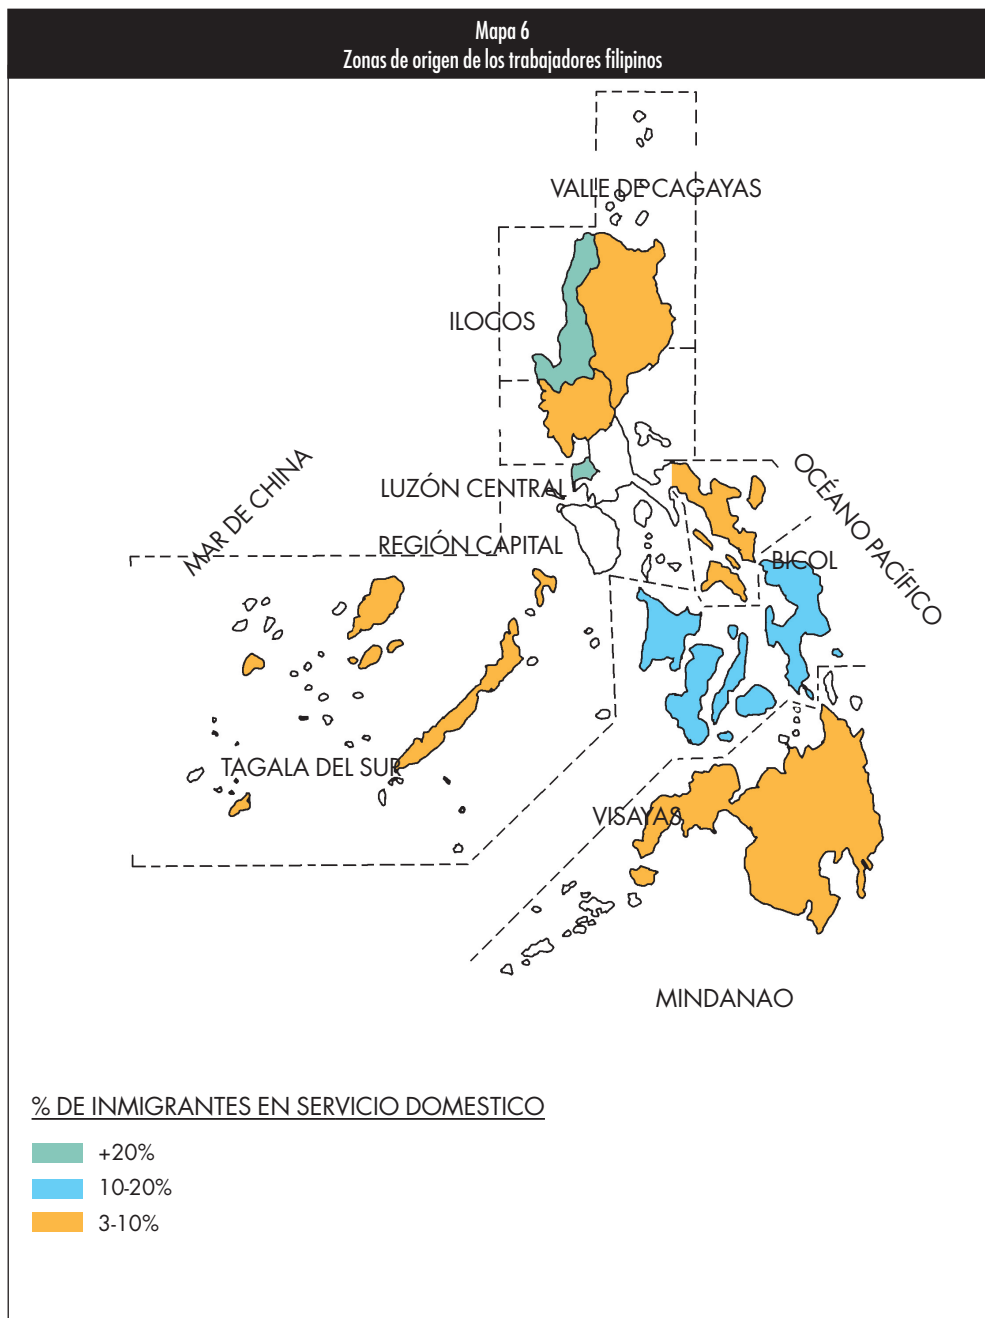 Mapa 6
Zonas de origen de los trabajadores filipinos
VALLE DE CAGAYAS
ILOCOS
MAR DE CHINA
OCÉANO PACÍFICO
LUZÓN CENTRAL
REGIÓN CAPITAL
BICOL
TAGALA DEL SUR
VISAYAS
MINDANAO
% DE INMIGRANTES EN SERVICIO DOMESTICO
+20%
10-20%
3-10%